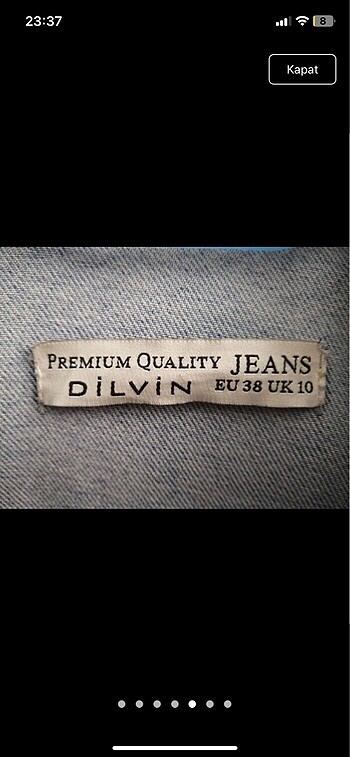 23:37
8
Kapat
PREMIUM QUALITY JEANS
DİLVİN EU 38 UK 10